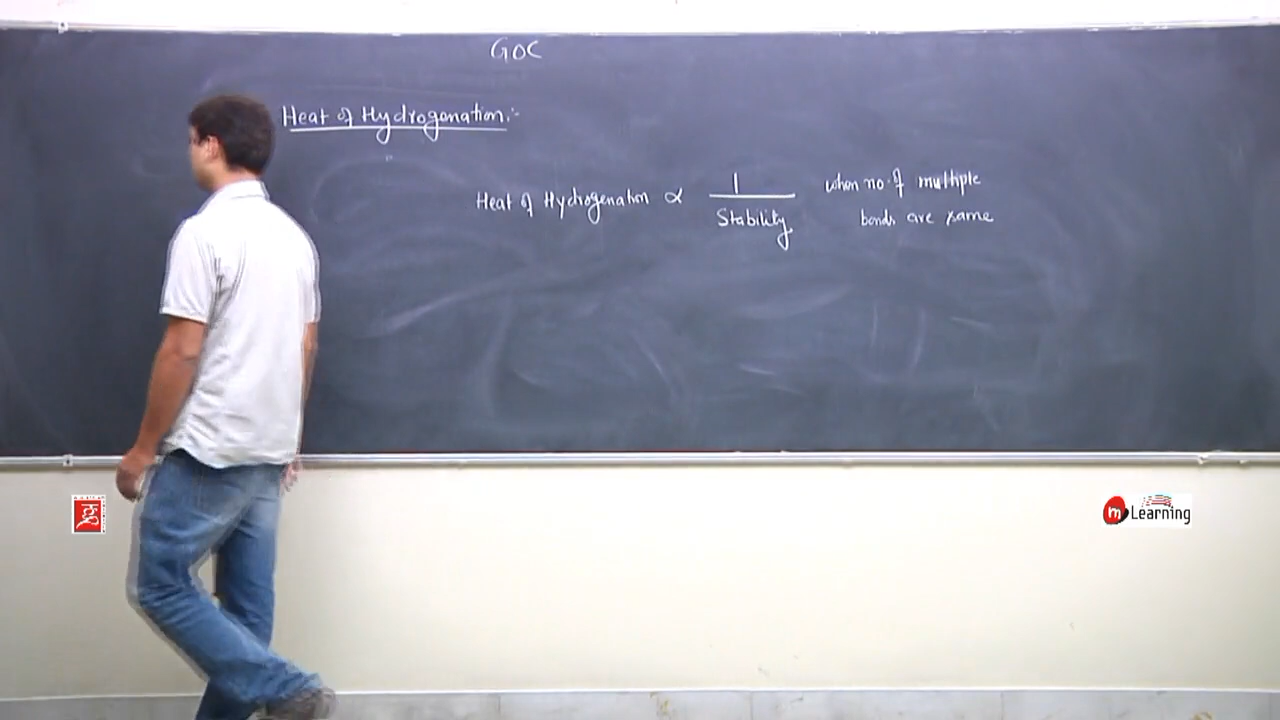 GOC
Heat of Hydrogenation :-
Heat of Hydrogenation ∝ 1 / Stability when no. of multiple
bonds are same
m Learning